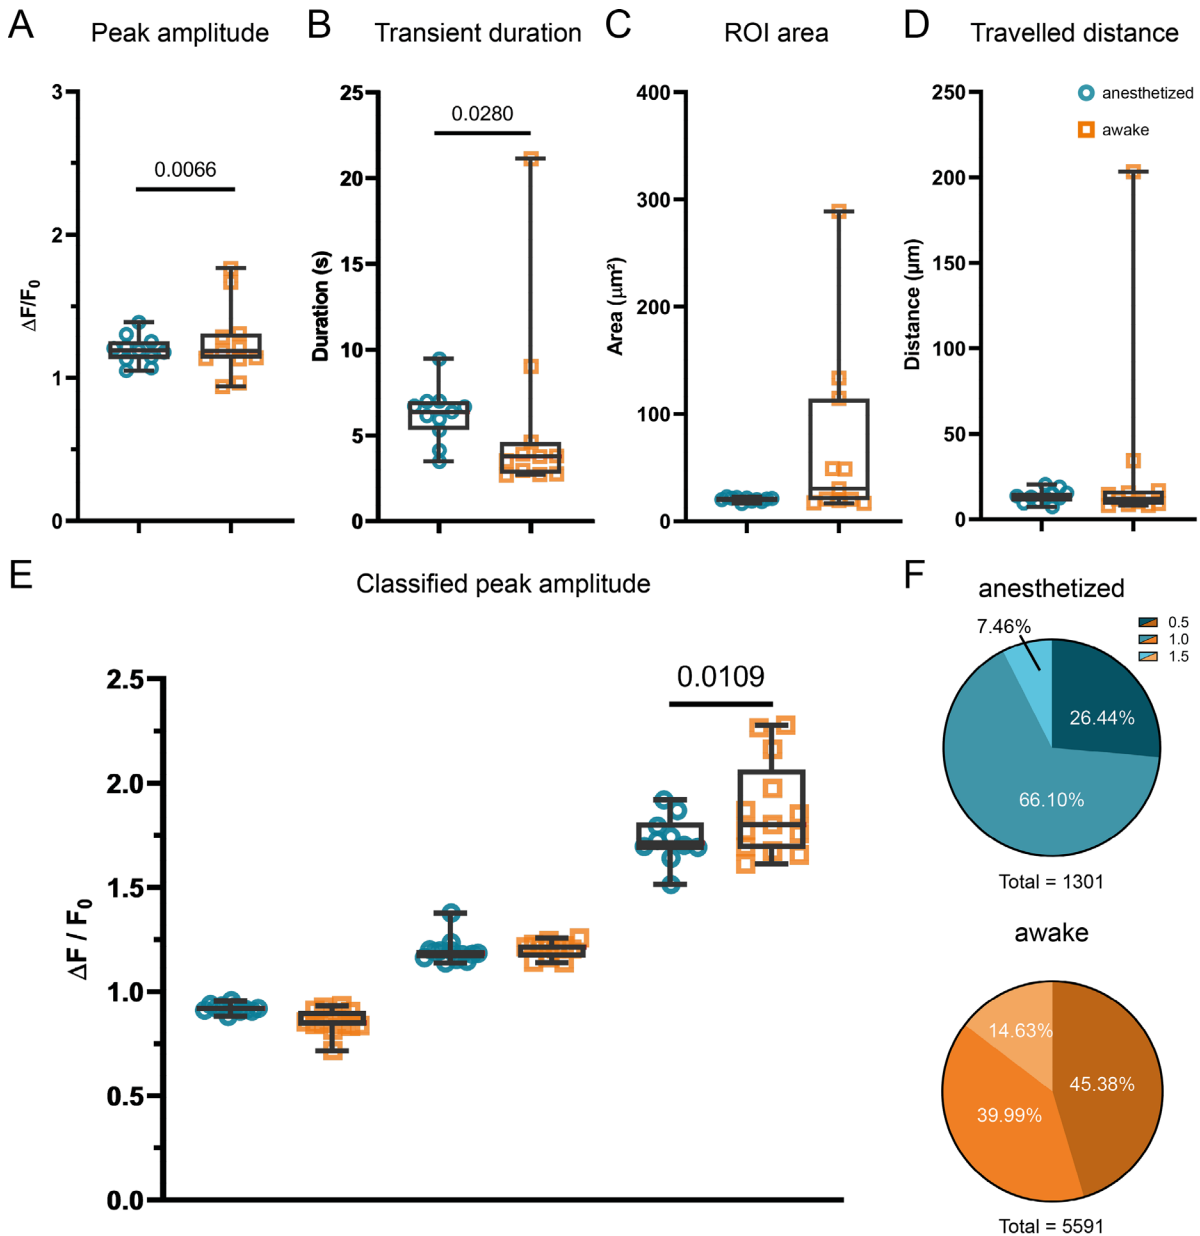 A Peak amplitude
ΔF/F0
3
2
1
0
0.0066
B Transient duration
Duration (s)
25
20
15
10
5
0
0.0280
C ROI area
Area (μm²)
400
300
200
100
0
D Travelled distance
Distance (μm)
250
200
150
100
50
0
anesthetized
awake
E Classified peak amplitude
ΔF / F0
2.5
2.0
1.5
1.0
0.5
0.0
0.0109
F
anesthetized
7.46%
0.5
1.0
1.5
26.44%
66.10%
Total = 1301
awake
14.63%
45.38%
39.99%
Total = 5591